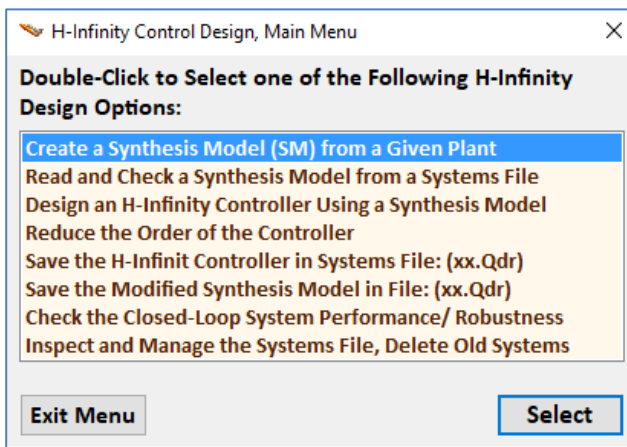 H-Infinity Control Design, Main Menu
Double-Click to Select one of the Following H-Infinity
Design Options:
Create a Synthesis Model (SM) from a Given Plant
Read and Check a Synthesis Model from a Systems File
Design an H-Infinity Controller Using a Synthesis Model
Reduce the Order of the Controller
Save the H-Infinit Controller in Systems File: (xx.Qdr)
Save the Modified Synthesis Model in File: (xx.Qdr)
Check the Closed-Loop System Performance/ Robustness
Inspect and Manage the Systems File, Delete Old Systems
Exit Menu
Select